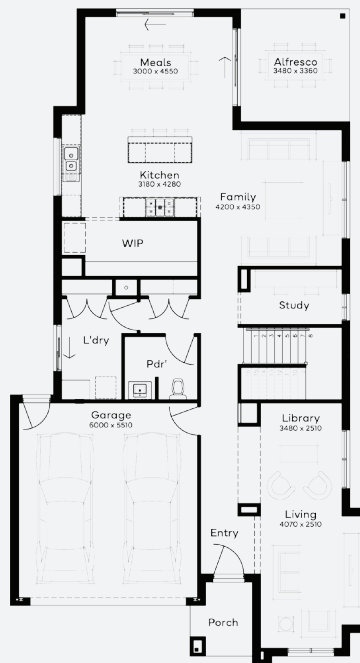 Meals
3000 x 4550
Alfresco
3480 x 3360
Kitchen
3180 x 4280
Family
4200 x 4350
WIP
Study
L'dry
Pdr'
Garage
6000 x 5510
Library
3480 x 2510
Living
4070 x 2510
Entry
Porch